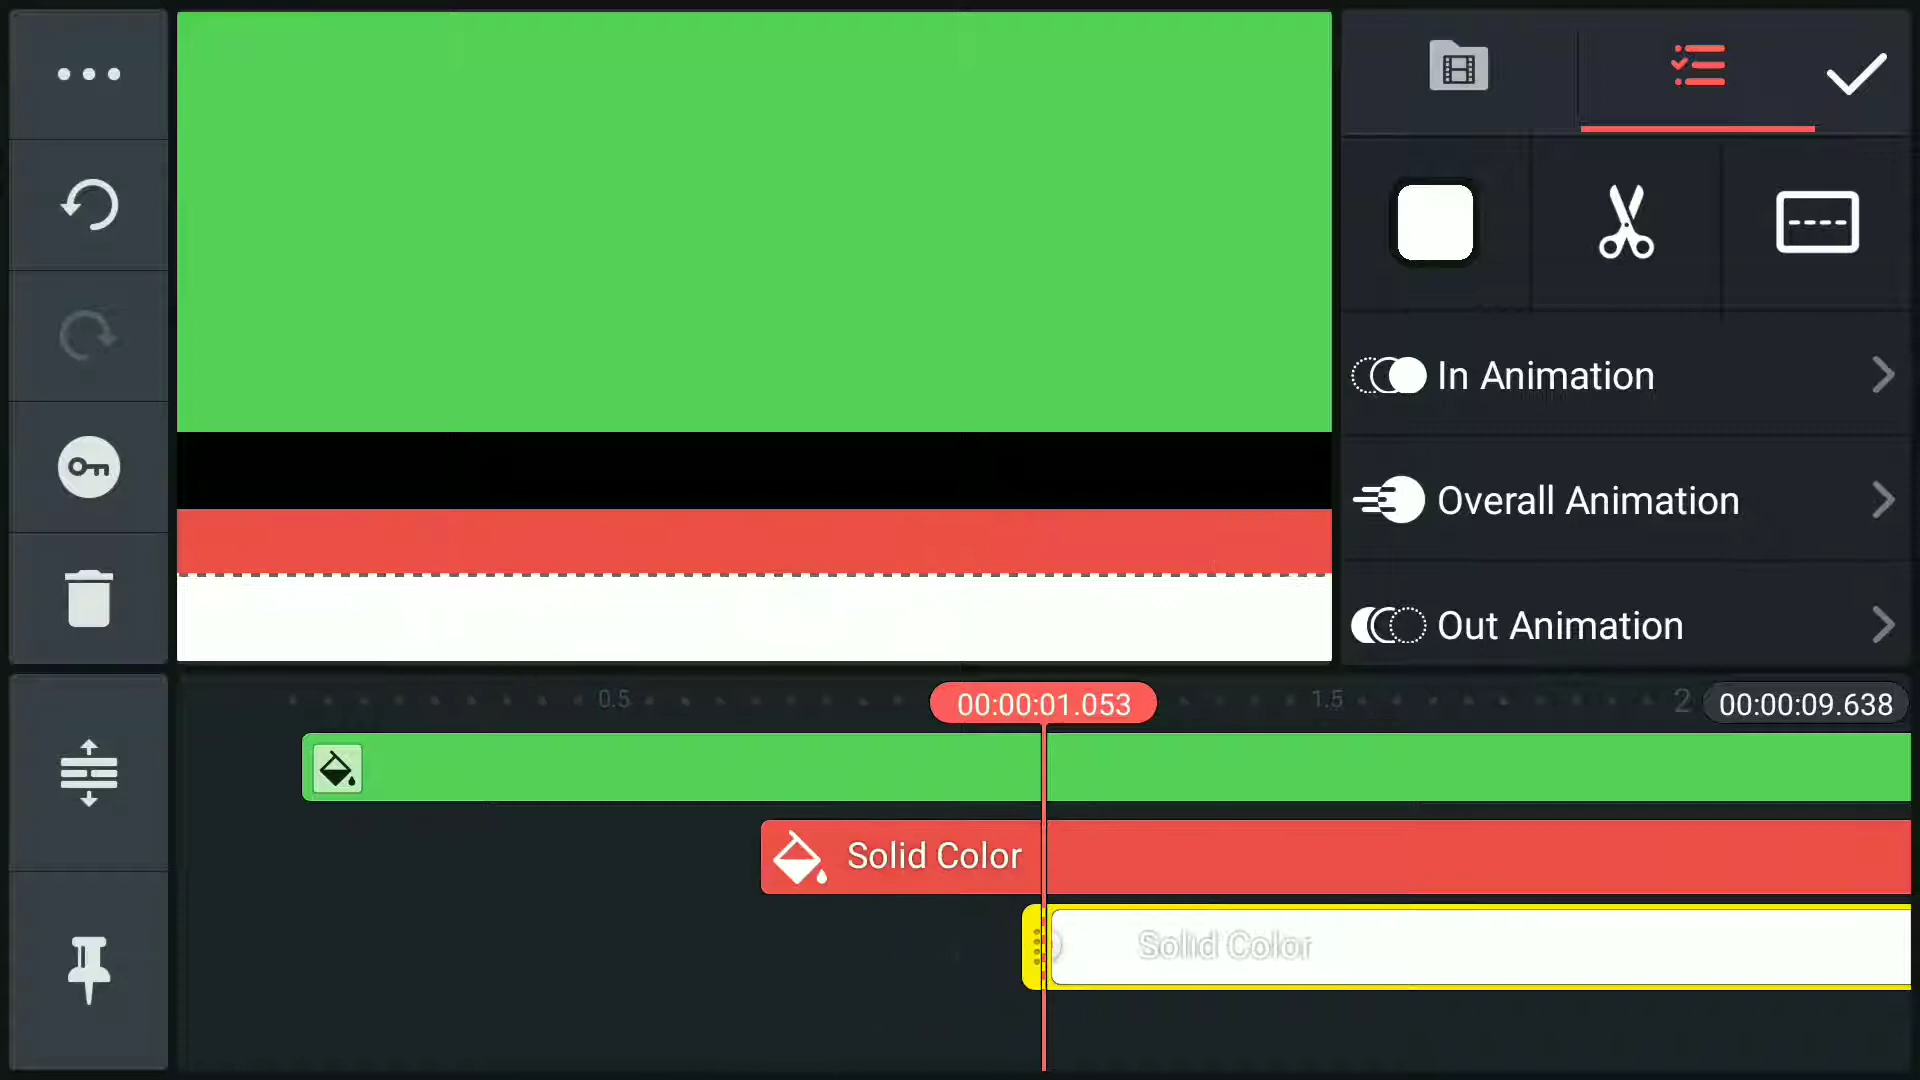 In Animation
Overall Animation
Out Animation
0.5
00:00:01.053
1.5
2
00:00:09.638
Solid Color
Solid Color